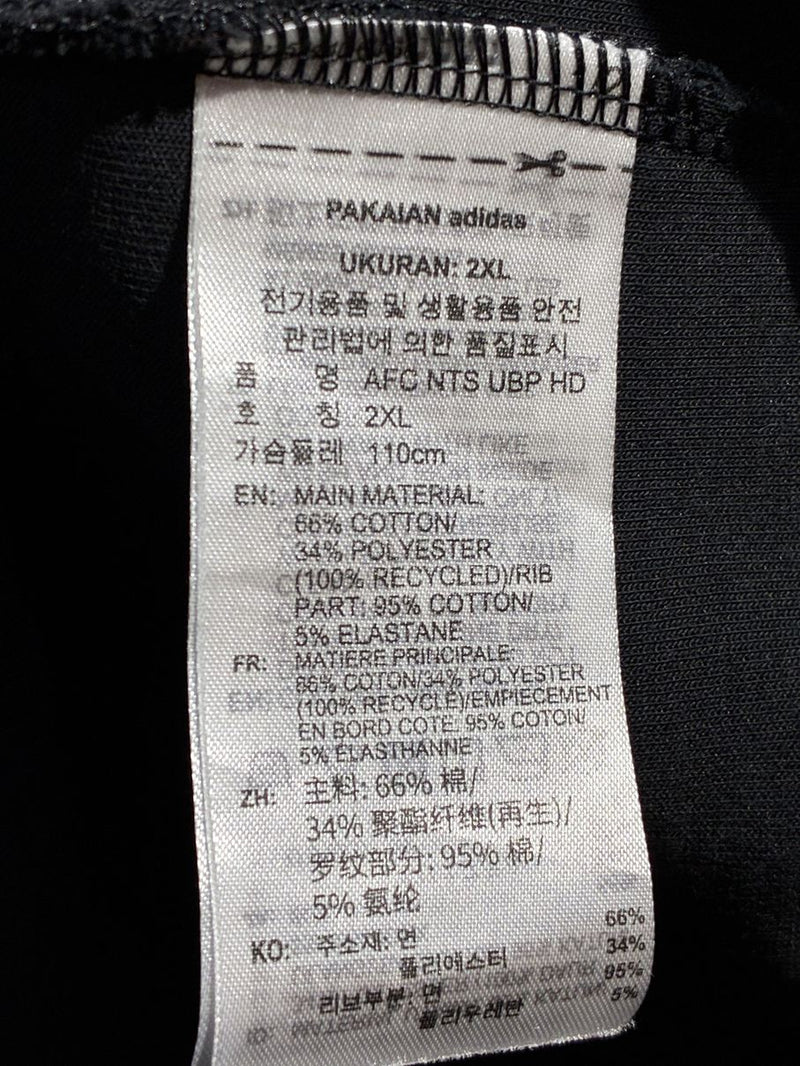 PAKAIAN adidas
UKURAN: 2XL
전기용품 및 생활용품 안전
관리법에 의한 품질표시
품 명 AFC NTS UBP HD
호 칭 2XL
가슴둘레 110cm
EN: MAIN MATERIAL:
66% COTTON/
34% POLYESTER
(100% RECYCLED)/RIB
PART: 95% COTTON/
5% ELASTANE
FR: MATIERE PRINCIPALE:
66% COTON/34% POLYESTER
(100% RECYCLÉ)/EMPIECEMENT
EN BORD COTE: 95% COTON/
5% ÉLASTHANNE
ZH: 主料: 66% 棉/
34% 聚酯纤维(再生)/
罗纹部分: 95% 棉/
5% 氨纶
KO: 주소재: 면 66%
폴리에스터 34%
리브부분: 면 95%
폴리우레탄 5%